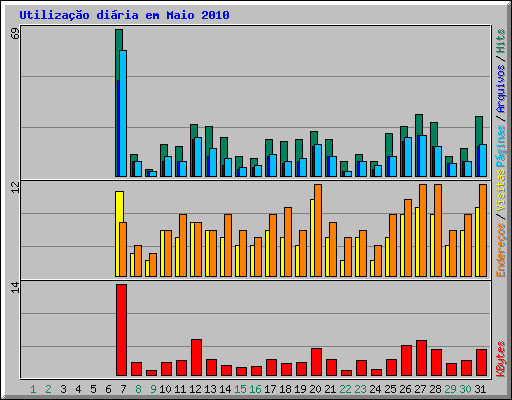 Utilização diária em Maio 2010
69
12
14
Endereços / Visitas Páginas / Arquivos / Hits
KBytes
1 2 3 4 5 6 7 8 9 10 11 12 13 14 15 16 17 18 19 20 21 22 23 24 25 26 27 28 29 30 31